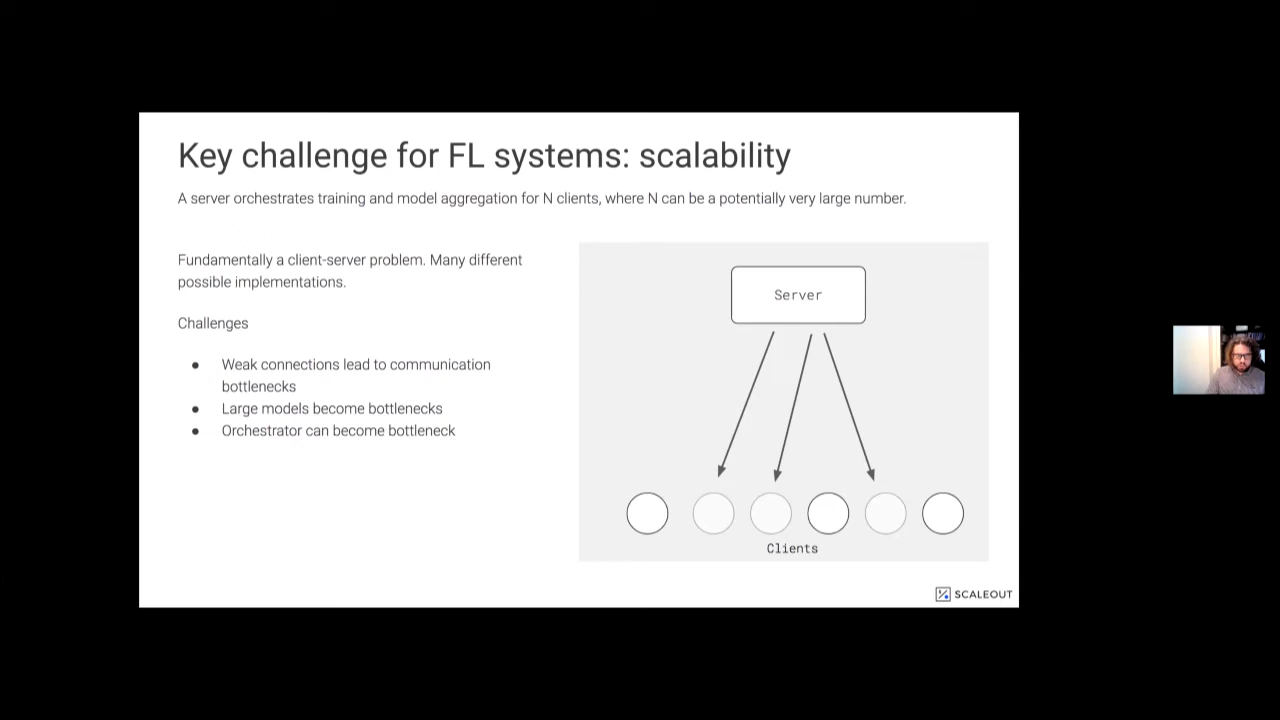 Key challenge for FL systems: scalability
A server orchestrates training and model aggregation for N clients, where N can be a potentially very large number.
Fundamentally a client-server problem. Many different
possible implementations.
Challenges
● Weak connections lead to communication
bottlenecks
● Large models become bottlenecks
● Orchestrator can become bottleneck
Server
Clients
SCALEOUT